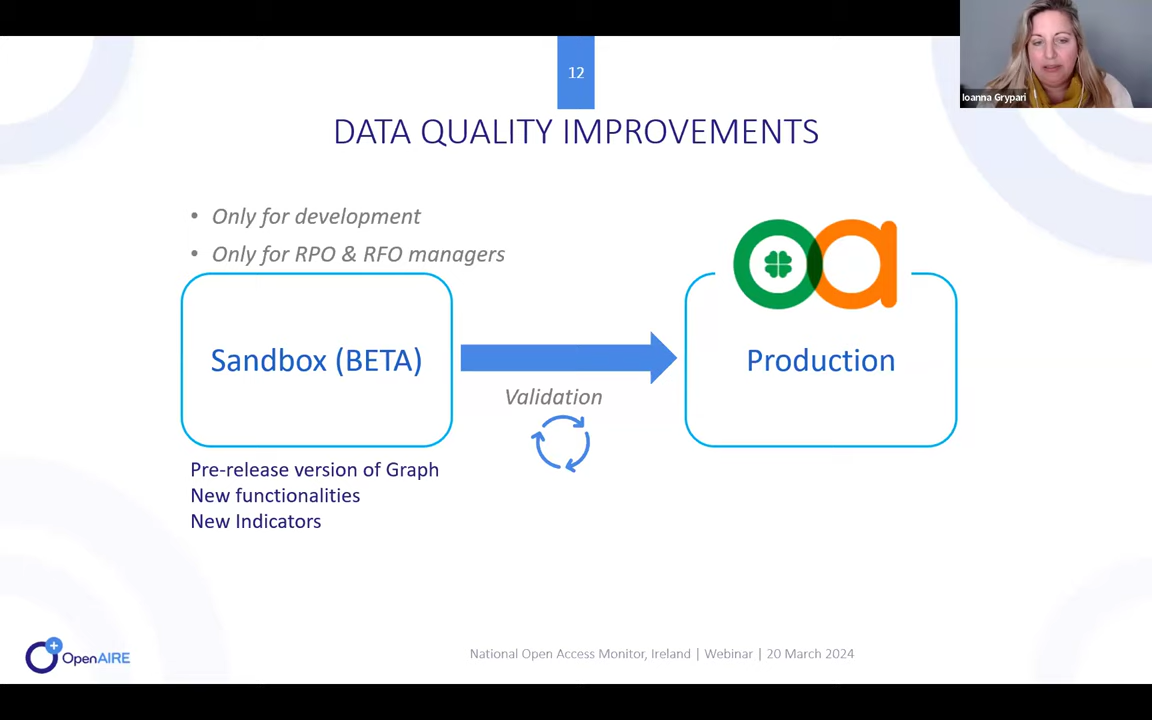 12
Ioanna Grypari
DATA QUALITY IMPROVEMENTS
• Only for development
• Only for RPO & RFO managers
oa
Sandbox (BETA)
Production
Validation
Pre-release version of Graph
New functionalities
New Indicators
OpenAIRE
National Open Access Monitor, Ireland | Webinar | 20 March 2024